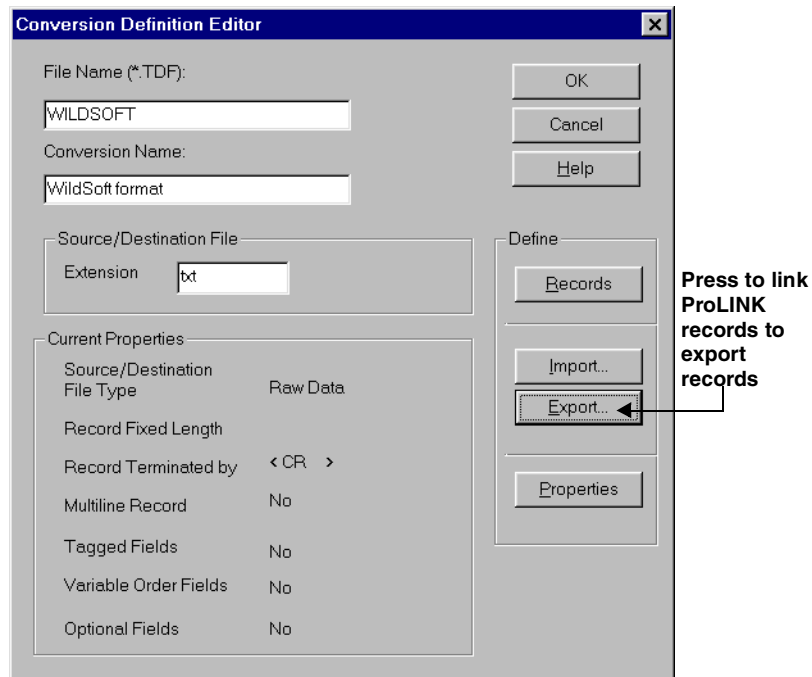 Conversion Definition Editor
File Name (*.TDF):
WILDSOFT
Conversion Name:
WildSoft format
OK
Cancel
Help
Source/Destination File
Extension
txt
Current Properties
Source/Destination
File Type
Raw Data
Record Fixed Length
Record Terminated by
< CR >
Multiline Record
No
Tagged Fields
No
Variable Order Fields
No
Optional Fields
No
Define
Records
Import...
Export...
Properties
Press to link
ProLINK
records to
export
records